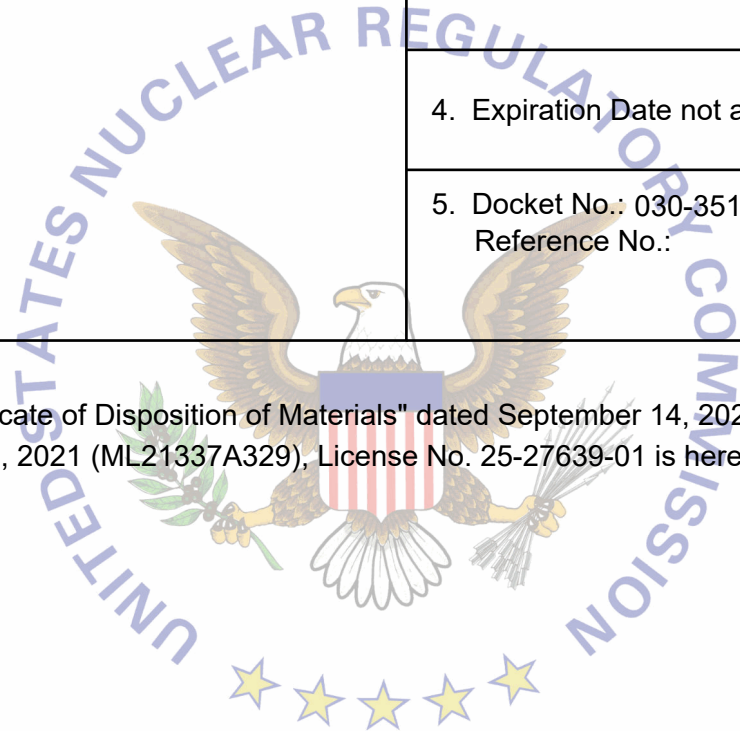 UNITED STATES NUCLEAR REGULATORY COMMISSION
4. Expiration Date not a
5. Docket No.: 030-351
Reference No.:
cate of Disposition of Materials" dated September 14, 202
, 2021 (ML21337A329), License No. 25-27639-01 is here